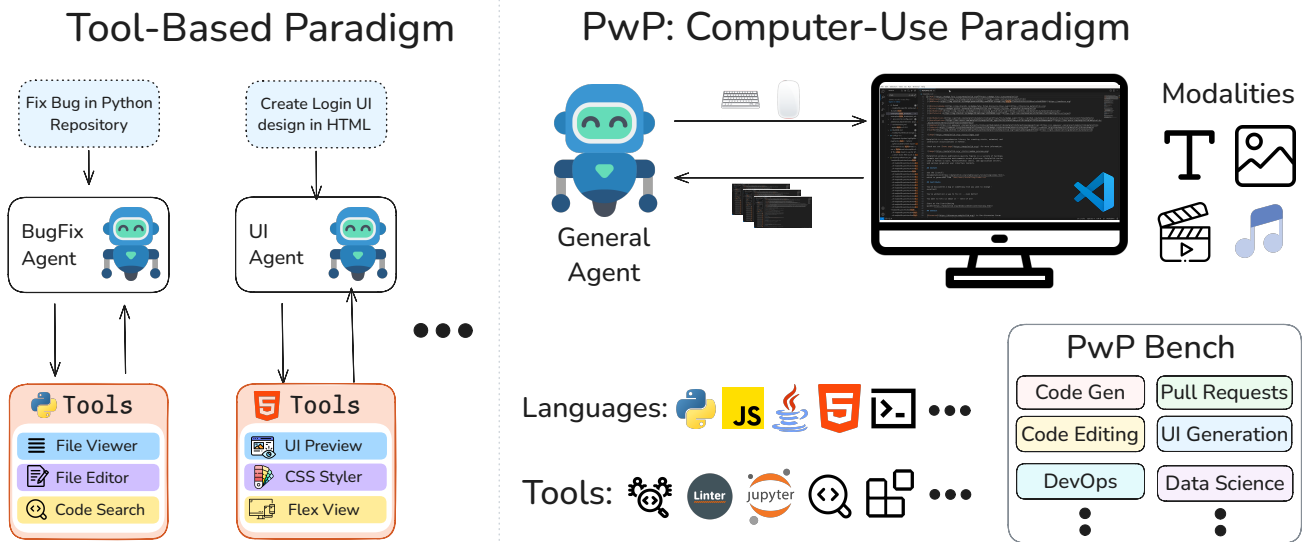 Tool-Based Paradigm
Fix Bug in Python
Repository
Create Login UI
design in HTML
BugFix
Agent
UI
Agent
Tools
File Viewer
File Editor
Code Search
Tools
UI Preview
CSS Styler
Flex View
PwP: Computer-Use Paradigm
General
Agent
Modalities
Languages:
JS
Tools:
Linter
jupyter
PwP Bench
Code Gen
Pull Requests
Code Editing
UI Generation
DevOps
Data Science